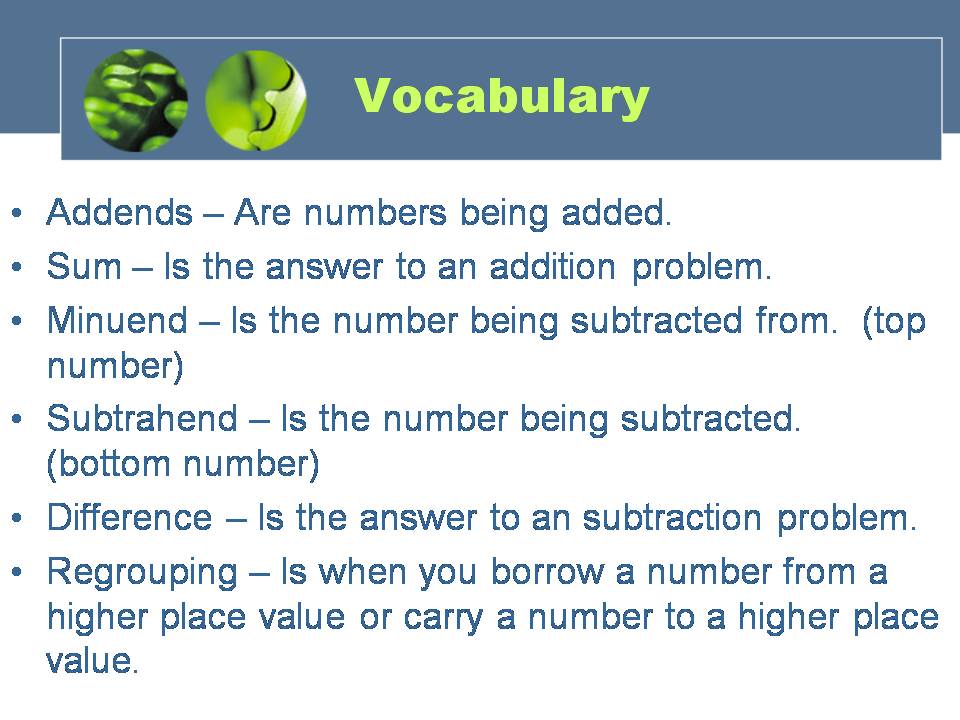 Vocabulary
• Addends – Are numbers being added.
• Sum – Is the answer to an addition problem.
• Minuend – Is the number being subtracted from.  (top
number)
• Subtrahend – Is the number being subtracted.
(bottom number)
• Difference – Is the answer to an subtraction problem.
• Regrouping – Is when you borrow a number from a
higher place value or carry a number to a higher place
value.